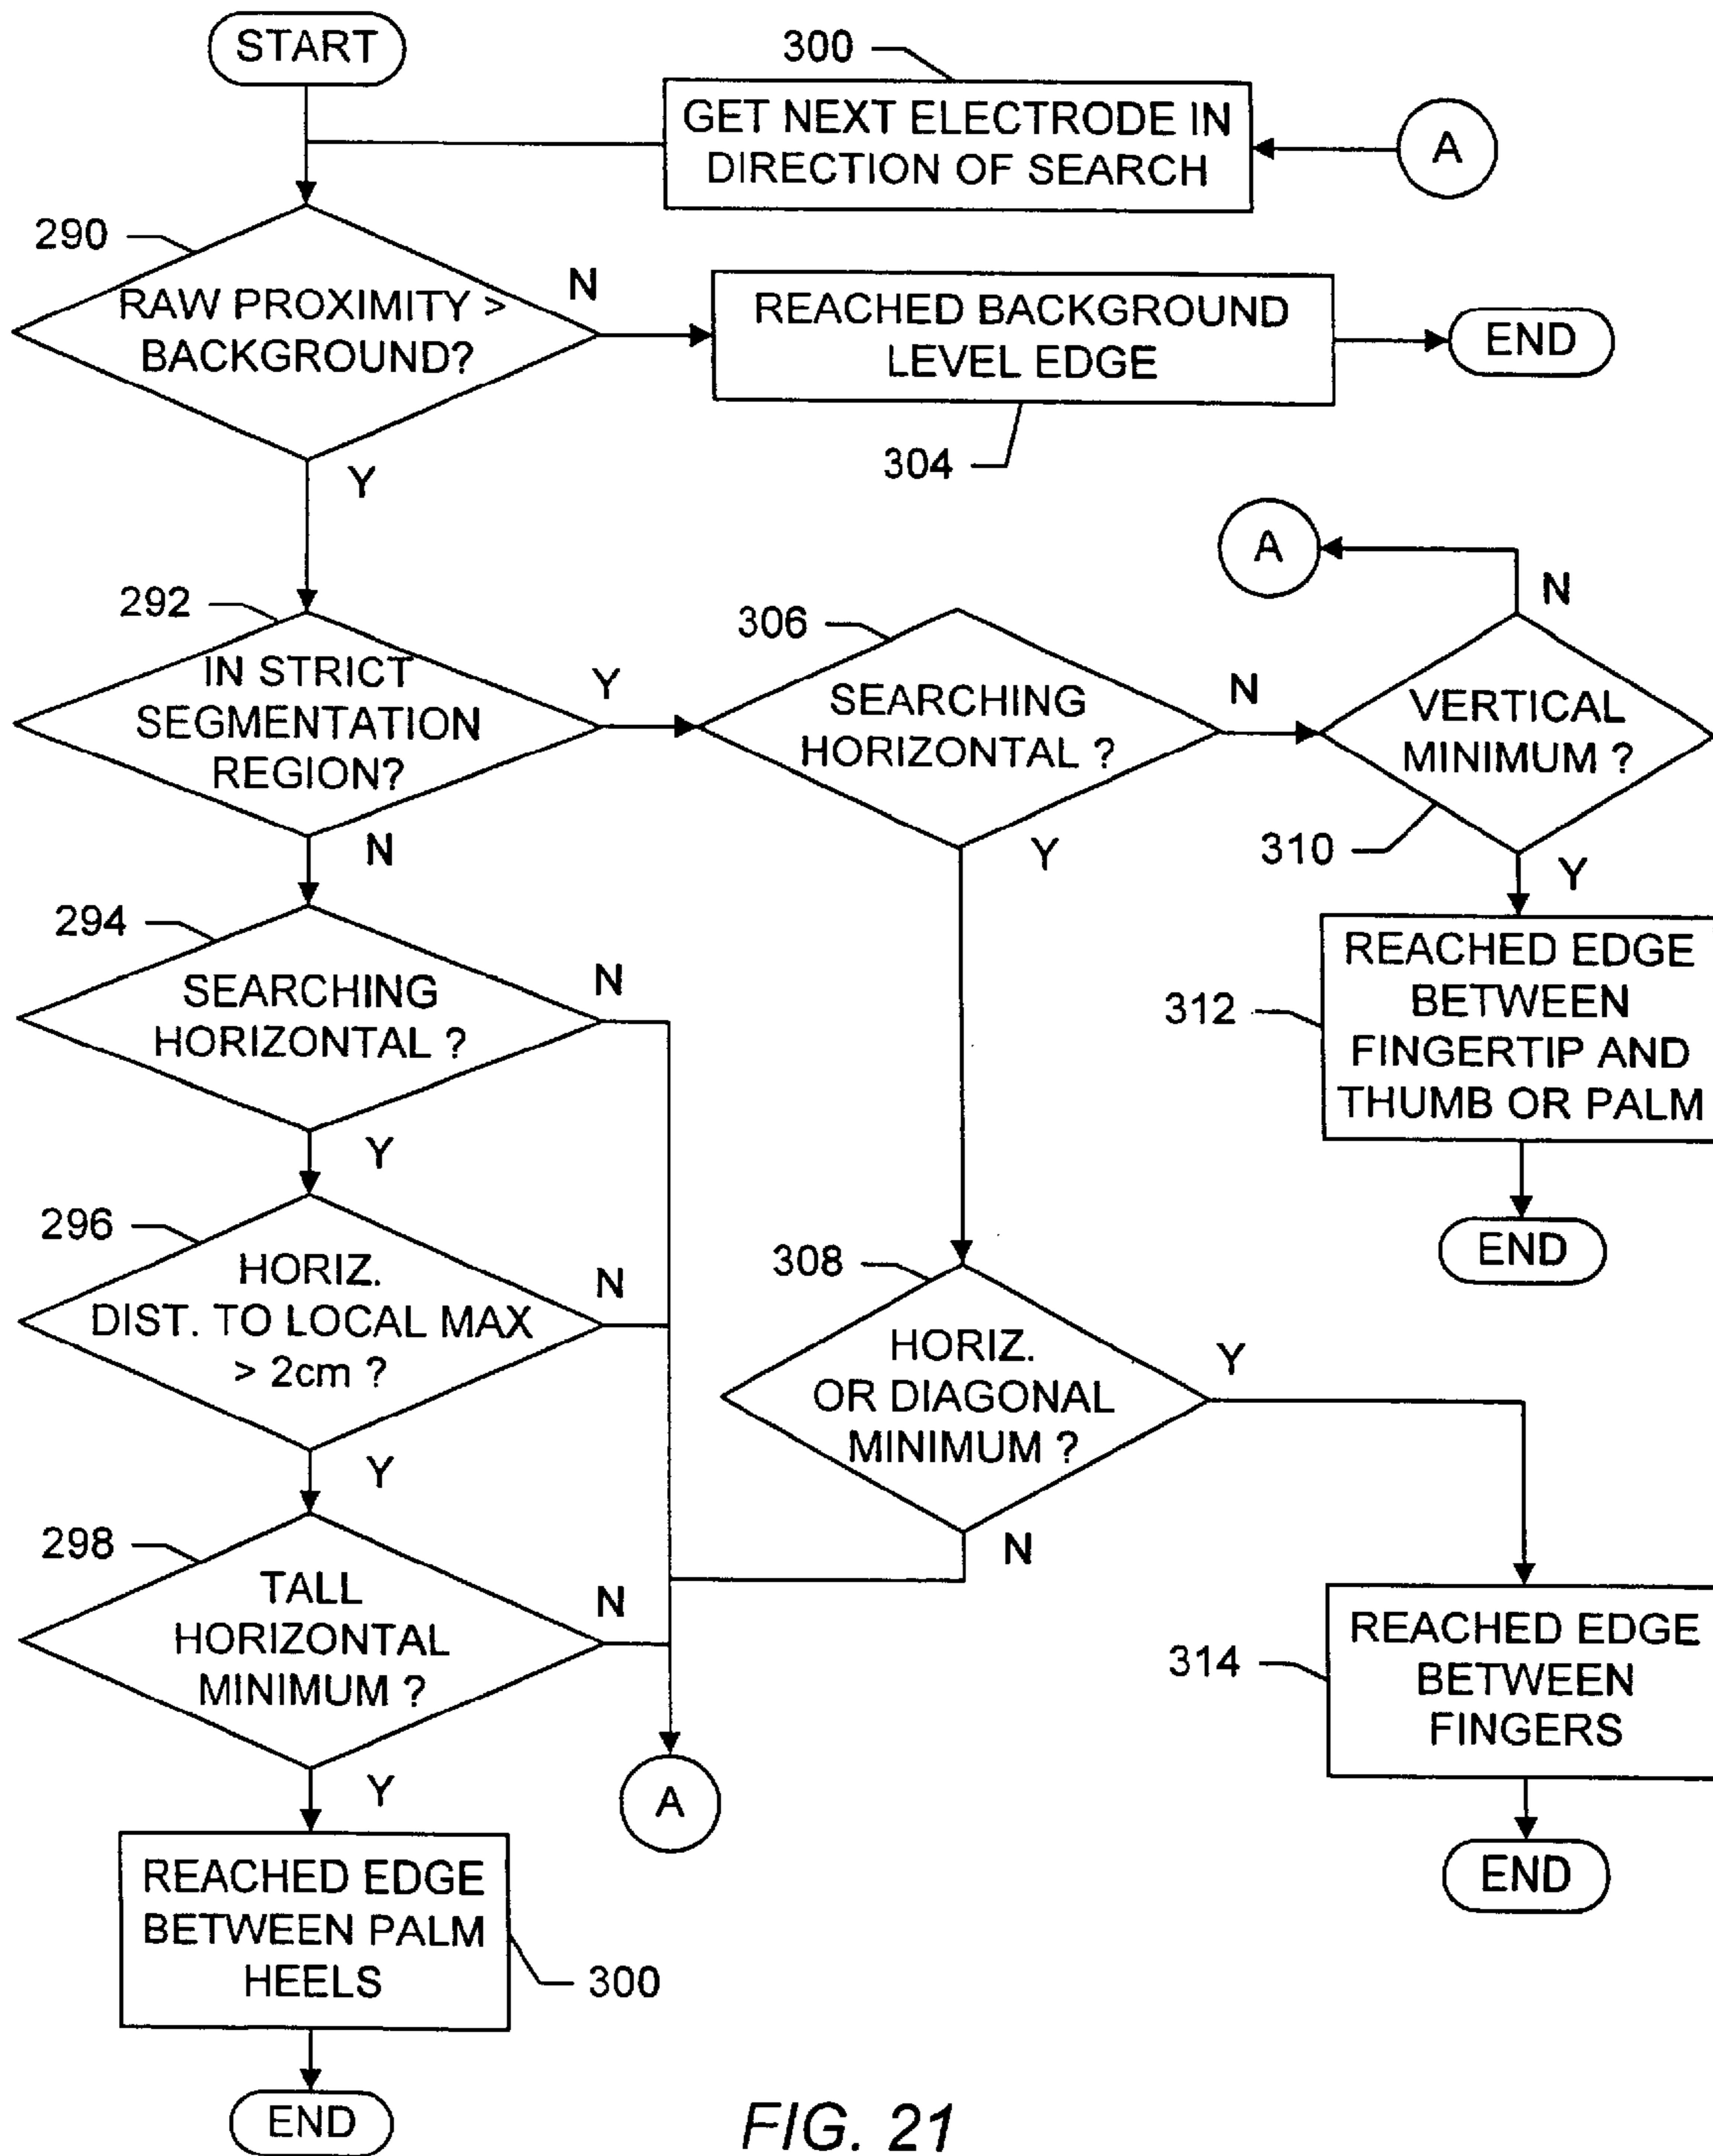 START
300
GET NEXT ELECTRODE IN
DIRECTION OF SEARCH
A
290
RAW PROXIMITY >
BACKGROUND?
N
REACHED BACKGROUND
LEVEL EDGE
END
304
Y
A
N
292
IN STRICT
SEGMENTATION
REGION?
Y
306
SEARCHING
HORIZONTAL ?
N
VERTICAL
MINIMUM ?
310
Y
N
Y
294
SEARCHING
HORIZONTAL ?
N
312
REACHED EDGE
BETWEEN
FINGERTIP AND
THUMB OR PALM
Y
END
296
HORIZ.
DIST. TO LOCAL MAX
> 2cm ?
N
308
HORIZ.
OR DIAGONAL
MINIMUM ?
Y
Y
N
298
TALL
HORIZONTAL
MINIMUM ?
N
314
REACHED EDGE
BETWEEN
FINGERS
Y
A
END
REACHED EDGE
BETWEEN PALM
HEELS
300
END
FIG. 21